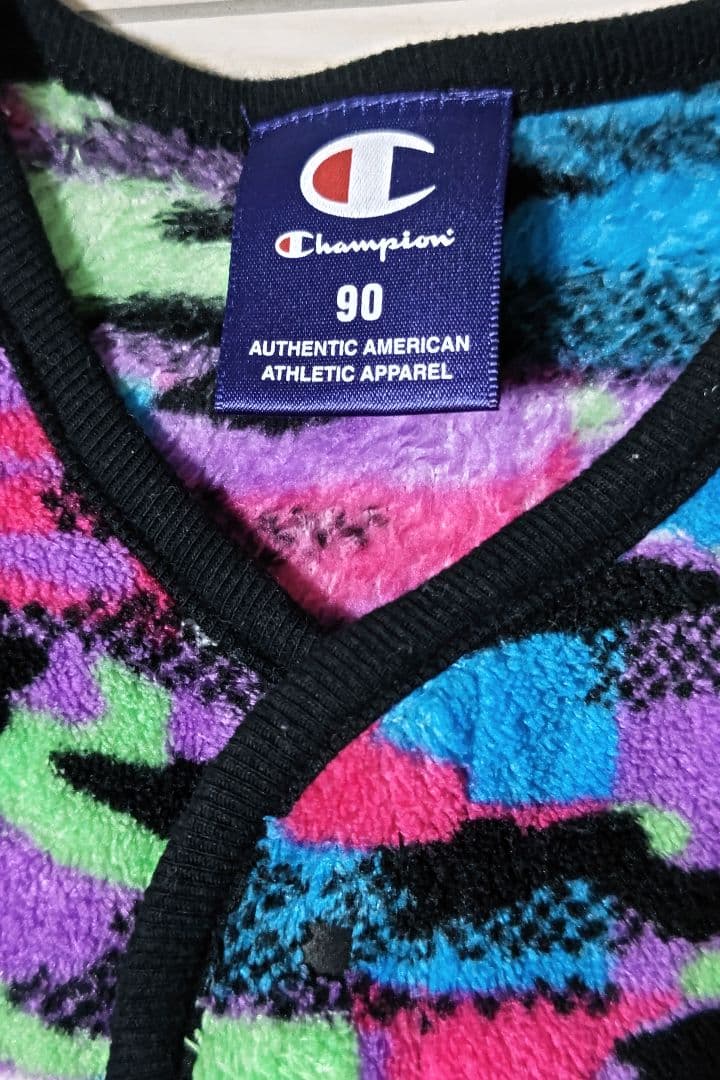 Champion
90
AUTHENTIC AMERICAN
ATHLETIC APPAREL